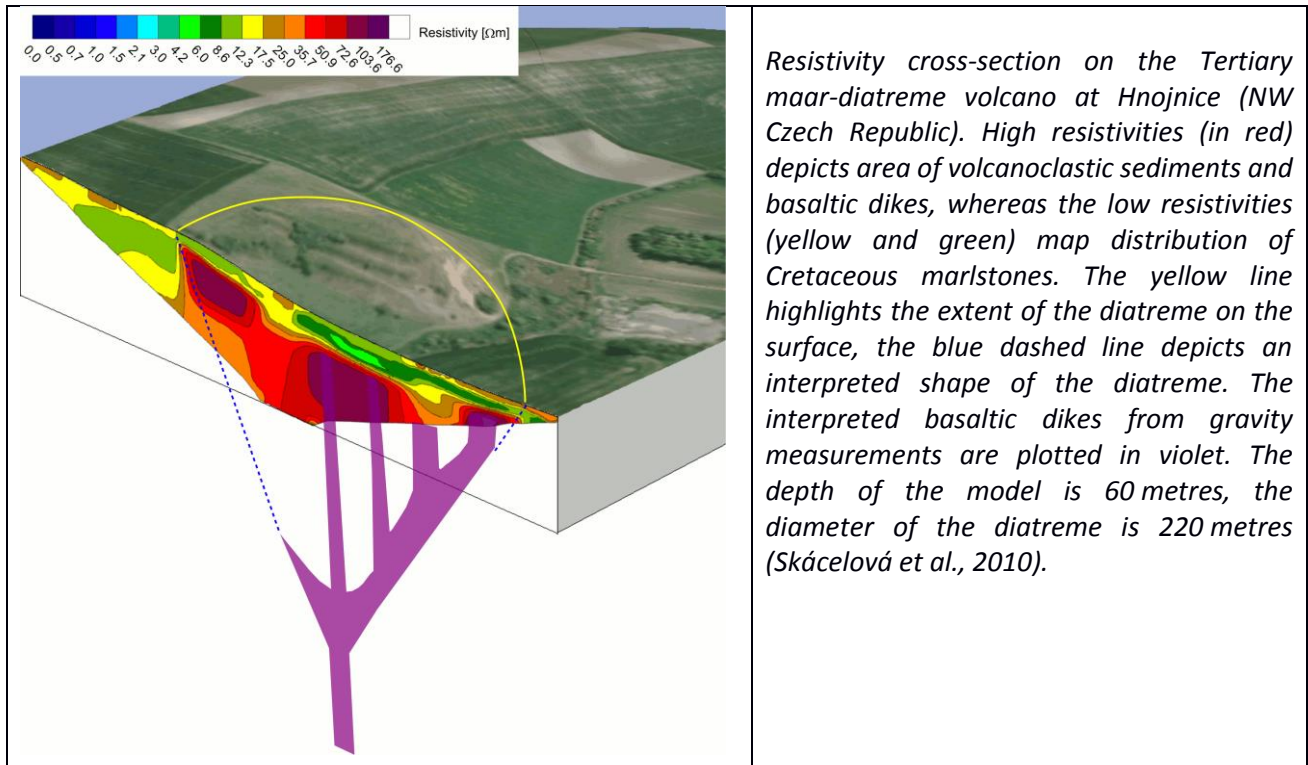 Resistivity [Ωm]
0.0 0.5 0.7 1.0 1.5 2.1 3.0 4.2 6.0 8.6 12.3 17.5 25.0 35.7 50.9 72.6 103.6 176.6
Resistivity cross-section on the Tertiary
maar-diatreme volcano at Hnojnice (NW
Czech Republic). High resistivities (in red)
depicts area of volcanoclastic sediments and
basaltic dikes, whereas the low resistivities
(yellow and green) map distribution of
Cretaceous marlstones. The yellow line
highlights the extent of the diatreme on the
surface, the blue dashed line depicts an
interpreted shape of the diatreme. The
interpreted basaltic dikes from gravity
measurements are plotted in violet. The
depth of the model is 60 metres, the
diameter of the diatreme is 220 metres
(Skácelová et al., 2010).